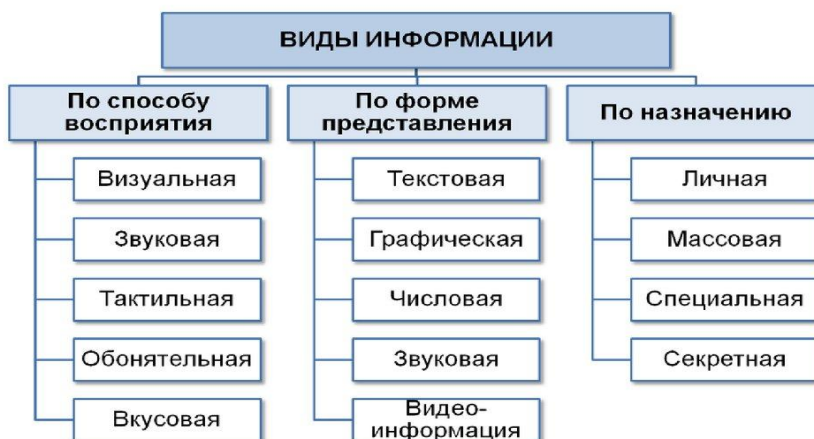 ВИДЫ ИНФОРМАЦИИ
По способу
восприятия
Визуальная
Звуковая
Тактильная
Обонятельная
Вкусовая
По форме
представления
Текстовая
Графическая
Числовая
Звуковая
Видео-
информация
По назначению
Личная
Массовая
Специальная
Секретная